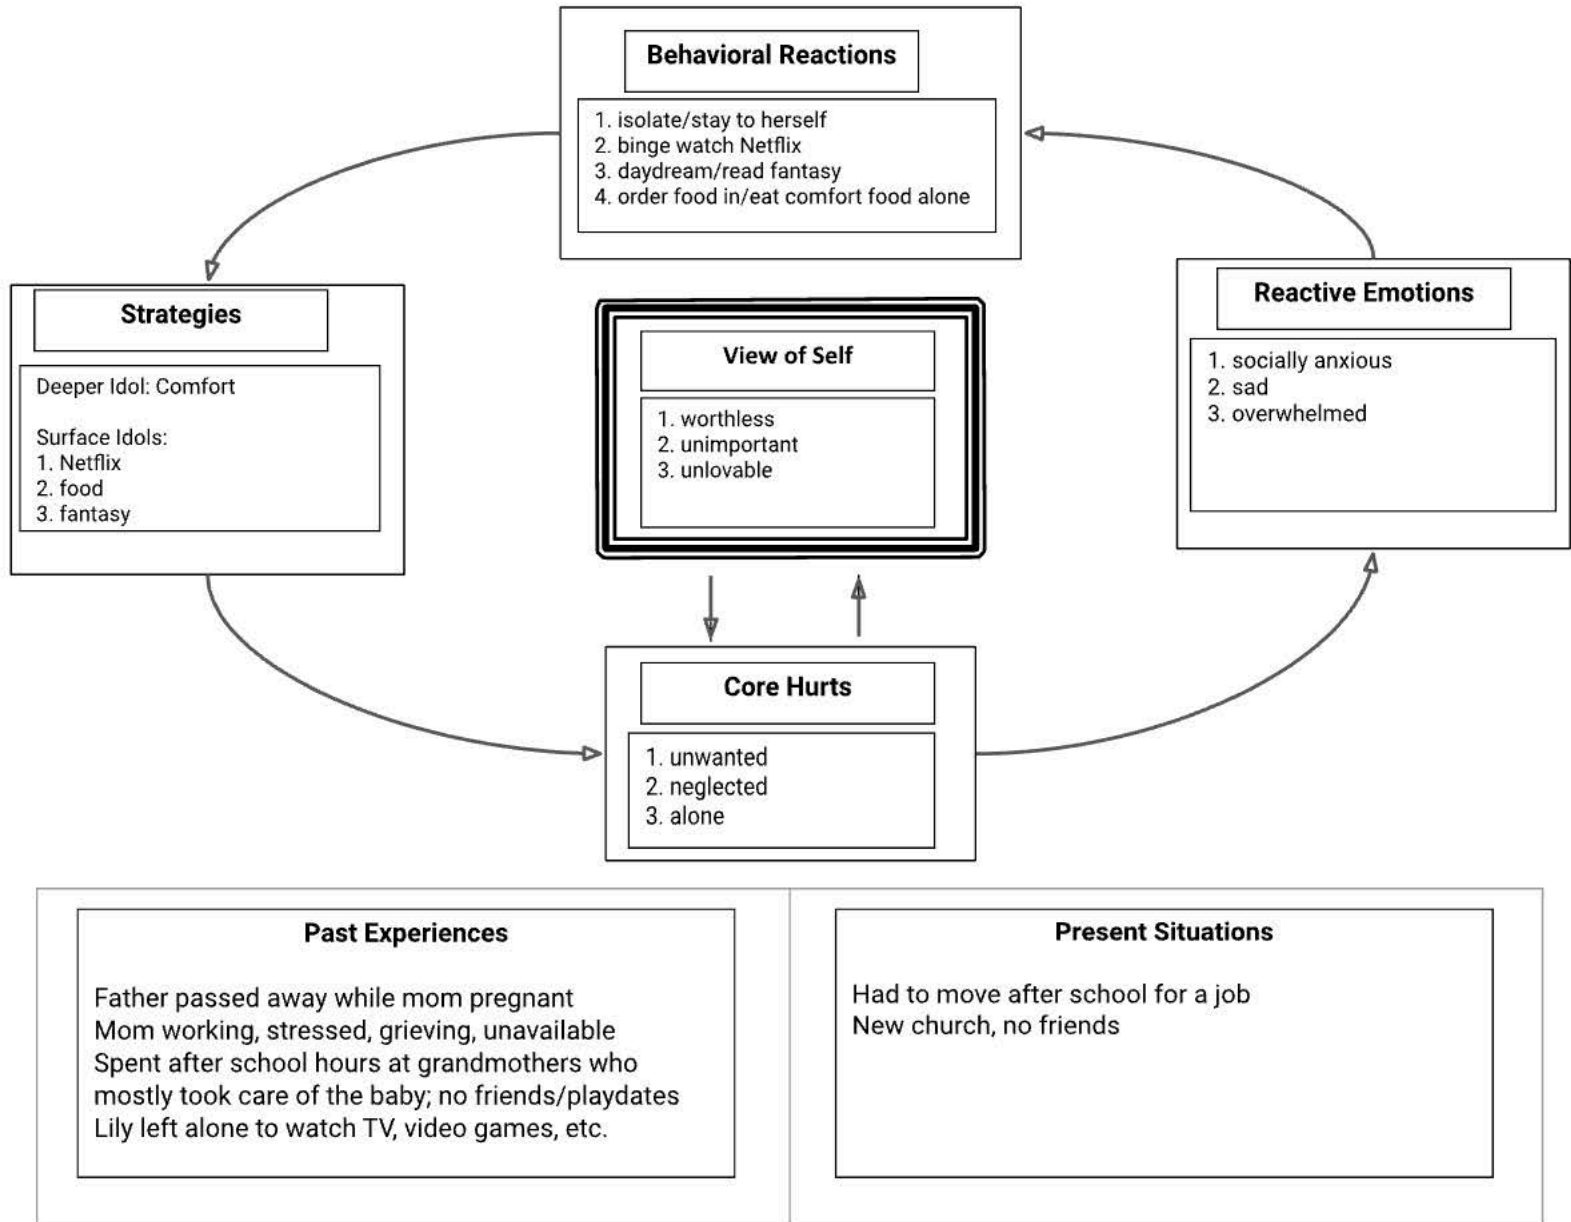 Behavioral Reactions
1. isolate/stay to herself
2. binge watch Netflix
3. daydream/read fantasy
4. order food in/eat comfort food alone
Strategies
Deeper Idol: Comfort
Surface Idols:
1. Netflix
2. food
3. fantasy
View of Self
1. worthless
2. unimportant
3. unlovable
Reactive Emotions
1. socially anxious
2. sad
3. overwhelmed
Core Hurts
1. unwanted
2. neglected
3. alone
Past Experiences
Father passed away while mom pregnant
Mom working, stressed, grieving, unavailable
Spent after school hours at grandmothers who
mostly took care of the baby; no friends/playdates
Lily left alone to watch TV, video games, etc.
Present Situations
Had to move after school for a job
New church, no friends